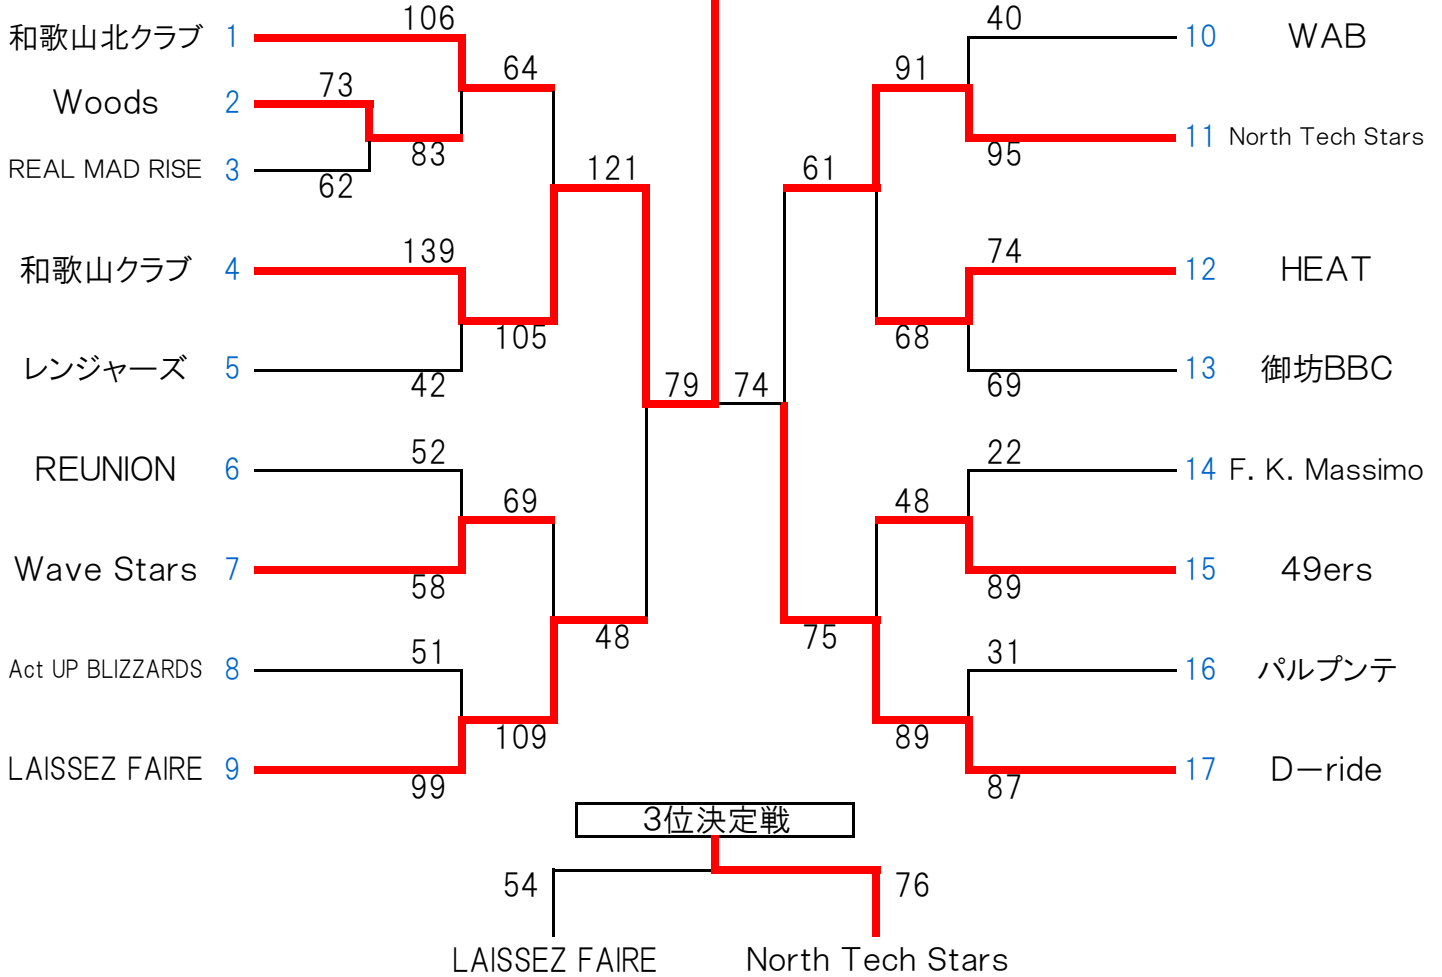 和歌山北クラブ 1 106
Woods 2 73
64
83
REAL MAD RISE 3 62
121
和歌山クラブ 4 139
105
レンジャーズ 5 42
79
REUNION 6 52
69
Wave Stars 7 58
48
Act UP BLIZZARDS 8 51
109
LAISSEZ FAIRE 9 99
40 10 WAB
91
95 11 North Tech Stars
61
74 12 HEAT
68
69 13 御坊BBC
74
22 14 F. K. Massimo
48
89 15 49ers
75
31 16 パルプンテ
89
87 17 D−ride
3位決定戦
54 76
LAISSEZ FAIRE North Tech Stars